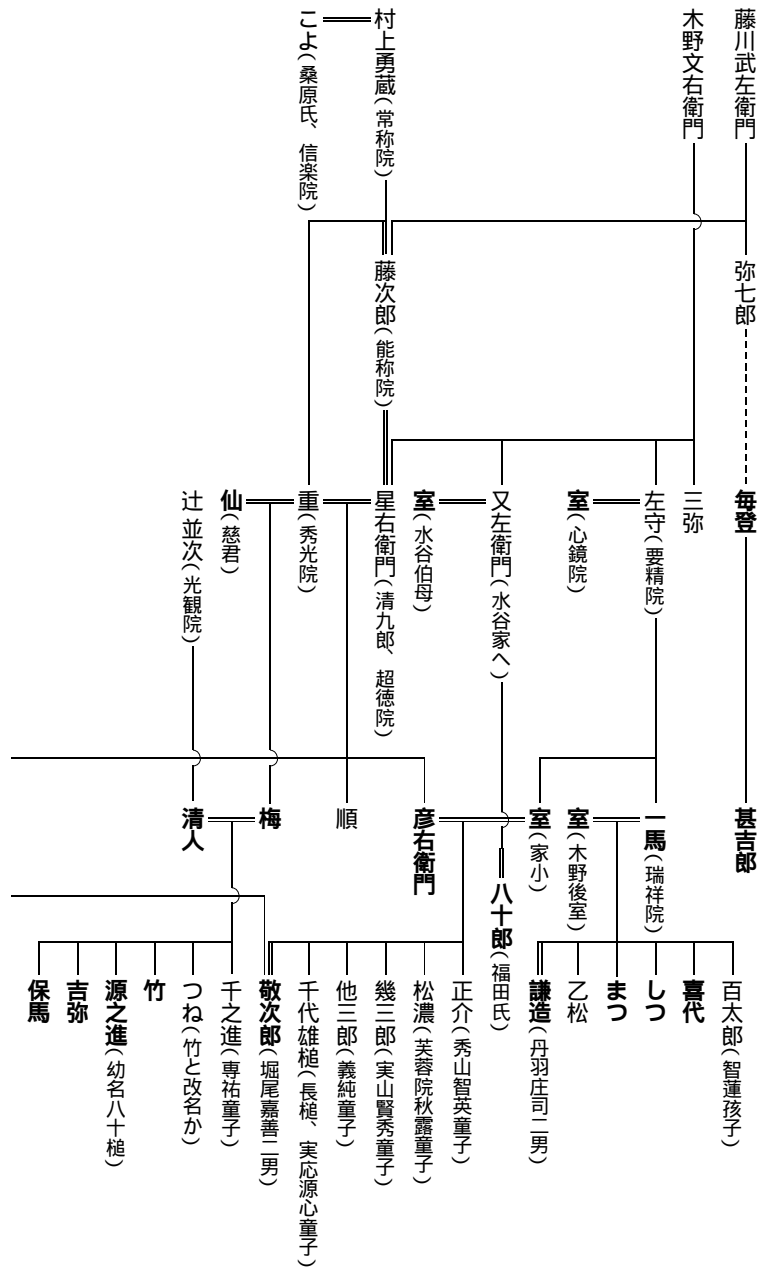 藤川武左衛門
木野文右衛門
村上勇蔵（常称院）
こよ（桑原氏、信楽院）
弥七郎
藤次郎（能称院）
毎登
三弥
左守（要精院）
室（心鏡院）
又左衛門（水谷家へ）
室（水谷伯母）
星右衛門（清九郎、超徳院）
重（秀光院）
仙（慈君）
辻 並次（光観院）
甚吉郎
一馬（瑞祥院）
室（木野後室）
室（家小）
八十郎（福田氏）
彦右衛門
順
梅
清人
百太郎（智蓮孩子）
喜代
しつ
まつ
乙松
謙造（丹羽庄司二男）
正介（秀山智英童子）
松濃（芙蓉院秋露童子）
幾三郎（実山賢秀童子）
他三郎（義純童子）
千代雄槌（長槌、実応源心童子）
敬次郎（堀尾嘉善二男）
千之進（専祐童子）
つね（竹と改名か）
竹
源之進（幼名八十槌）
吉弥
保馬